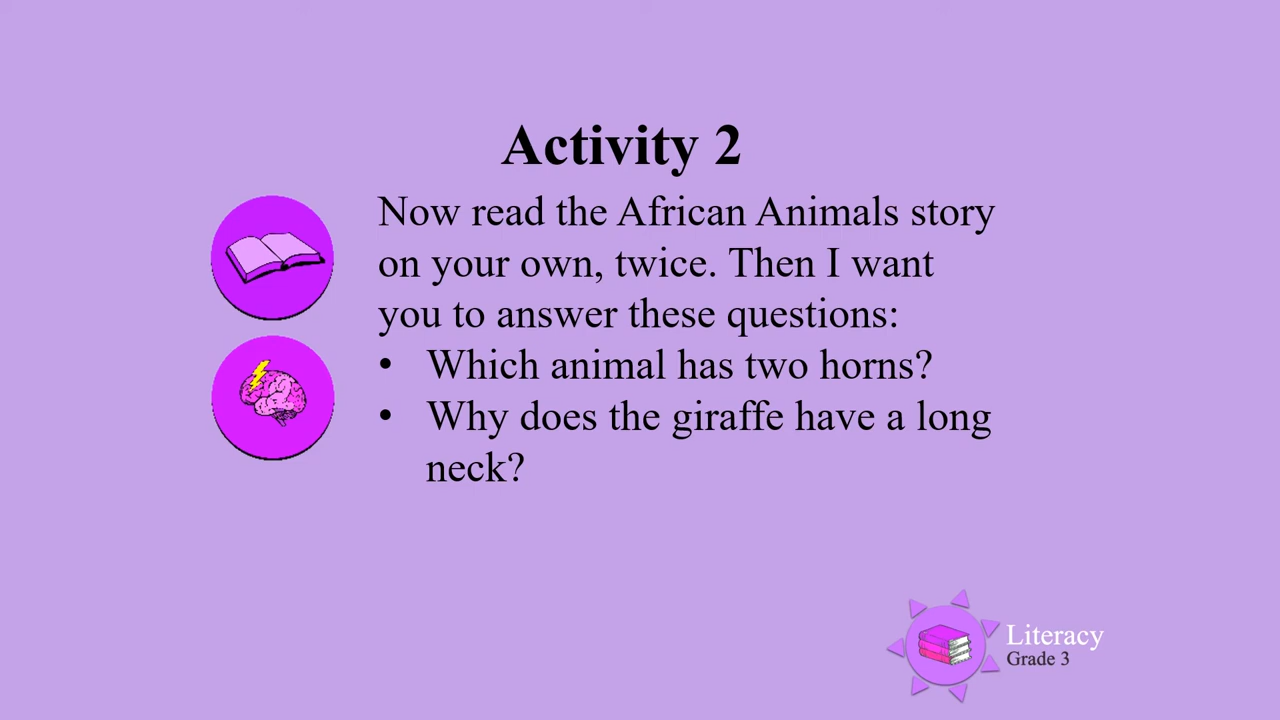 Activity 2
Now read the African Animals story
on your own, twice. Then I want
you to answer these questions:
• Which animal has two horns?
• Why does the giraffe have a long
neck?
Literacy
Grade 3